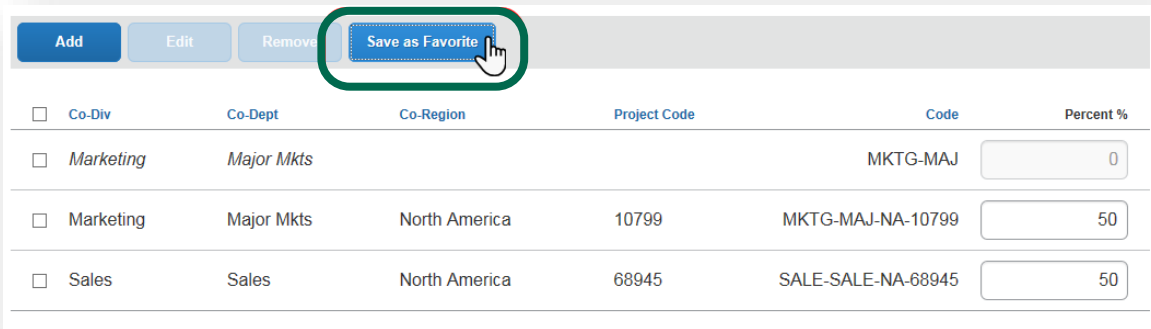 Add Edit Remove Save as Favorite
Co-Div Co-Dept Co-Region Project Code Code Percent %
Marketing Major Mkts MKTG-MAJ 0
Marketing Major Mkts North America 10799 MKTG-MAJ-NA-10799 50
Sales Sales North America 68945 SALE-SALE-NA-68945 50